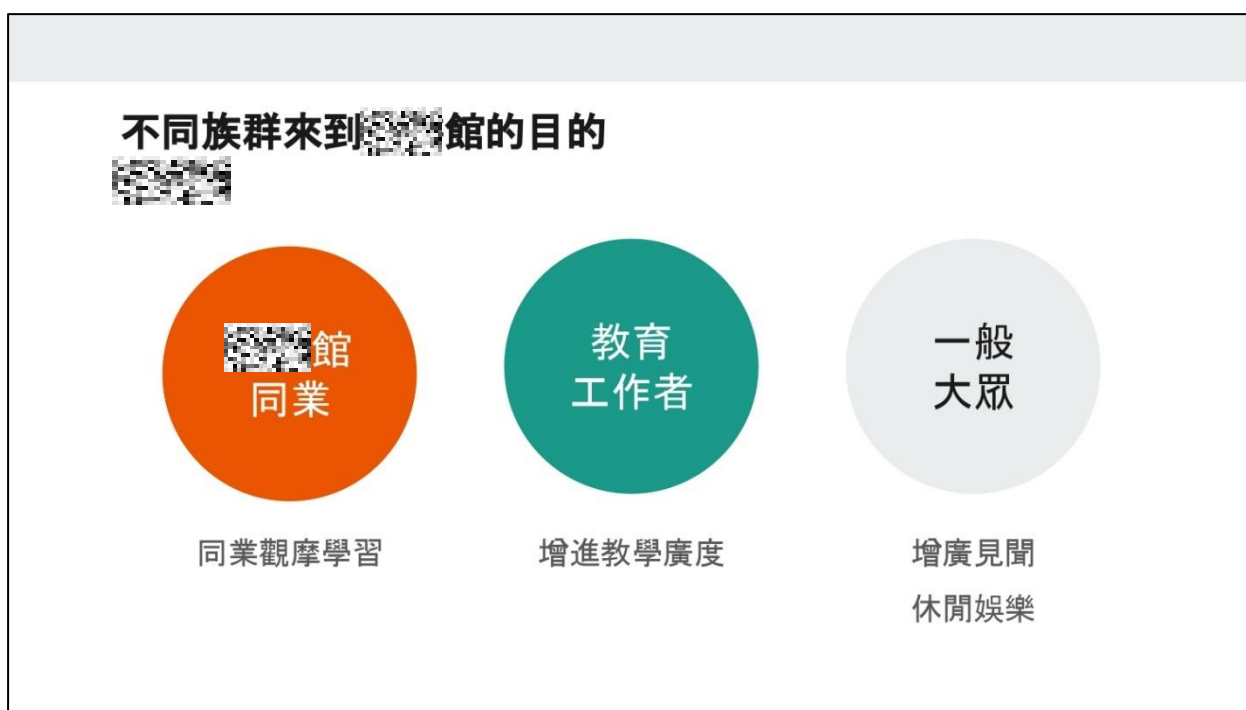 不同族群來到館的目的
館
同業
教育
工作者
一般
大眾
同業觀摩學習
增進教學廣度
增廣見聞
休閒娛樂